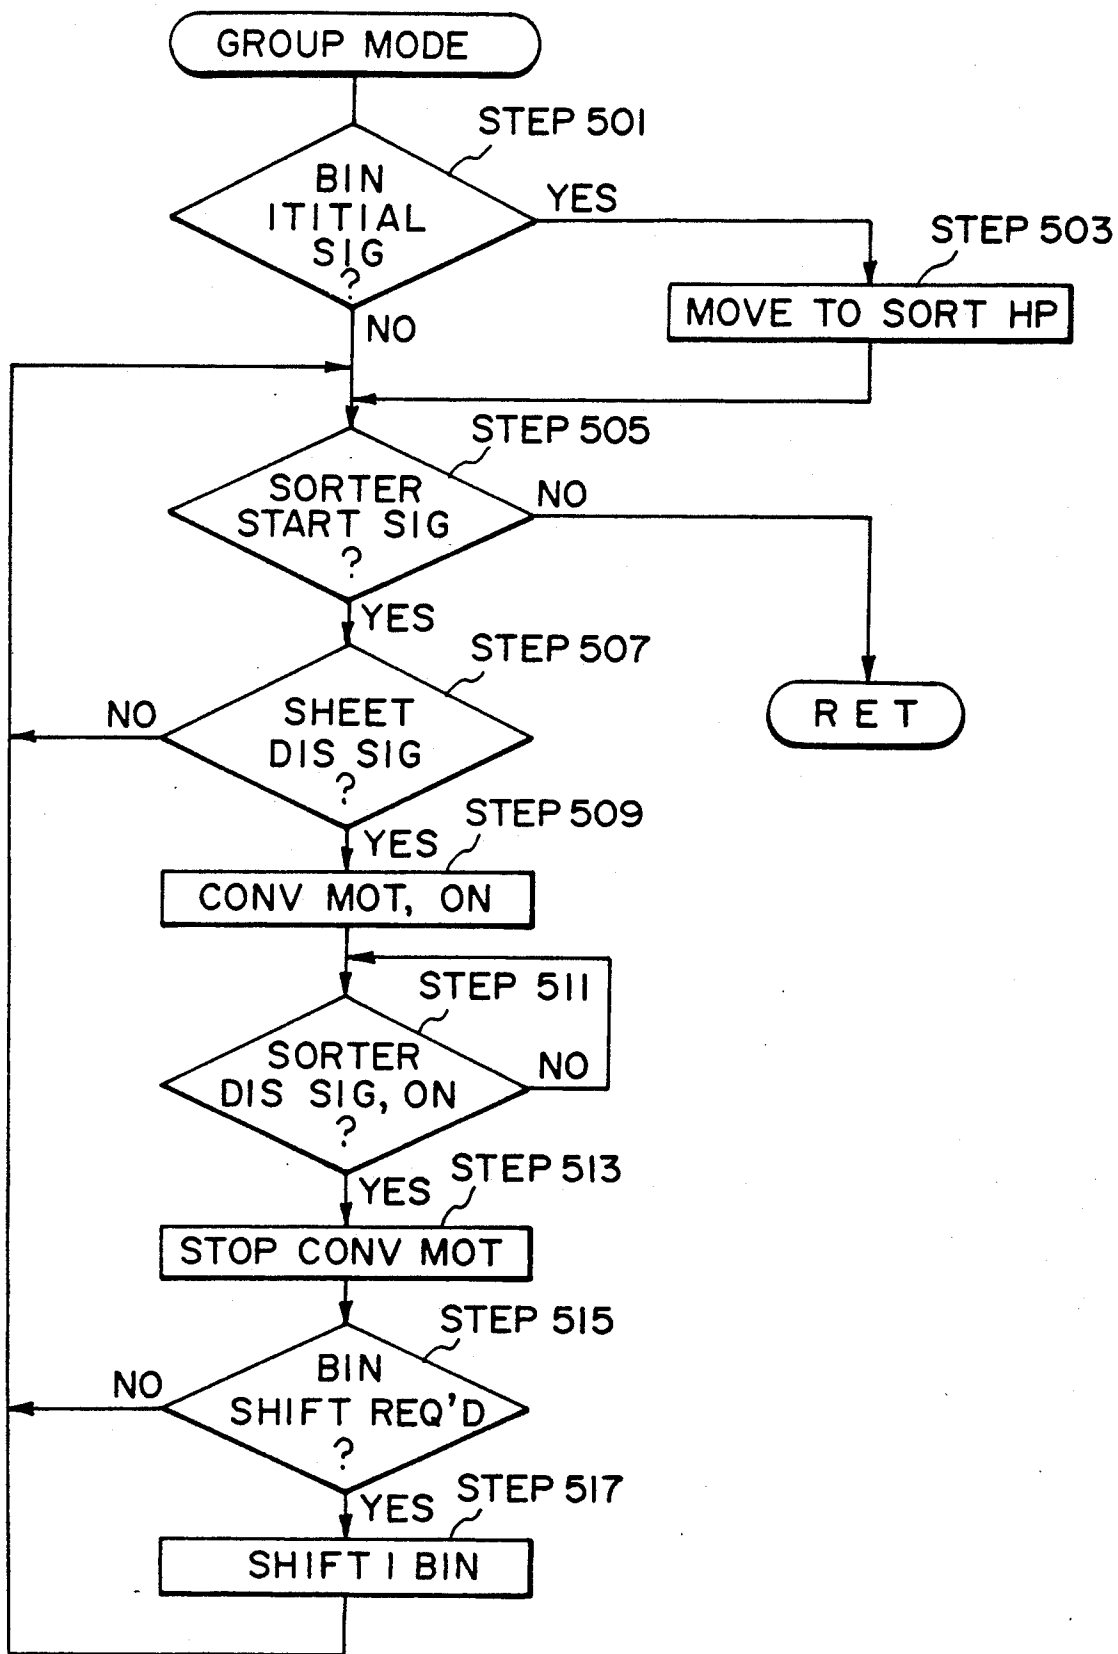 GROUP MODE
STEP 501
BIN
ITITIAL
SIG
?
YES
NO
STEP 503
MOVE TO SORT HP
STEP 505
SORTER
START SIG
?
NO
YES
RET
STEP 507
SHEET
DIS SIG
?
NO
YES
STEP 509
CONV MOT, ON
STEP 511
SORTER
DIS SIG, ON
?
NO
YES
STEP 513
STOP CONV MOT
STEP 515
BIN
SHIFT REQ'D
?
NO
YES
STEP 517
SHIFT 1 BIN